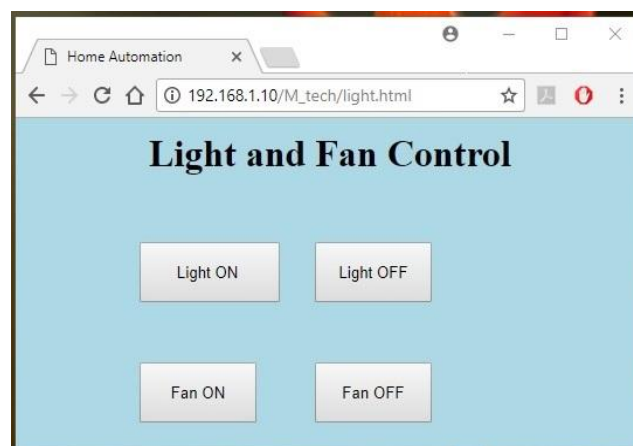 Home Automation
192.168.1.10/M_tech/light.html
Light and Fan Control
Light ON Light OFF
Fan ON Fan OFF